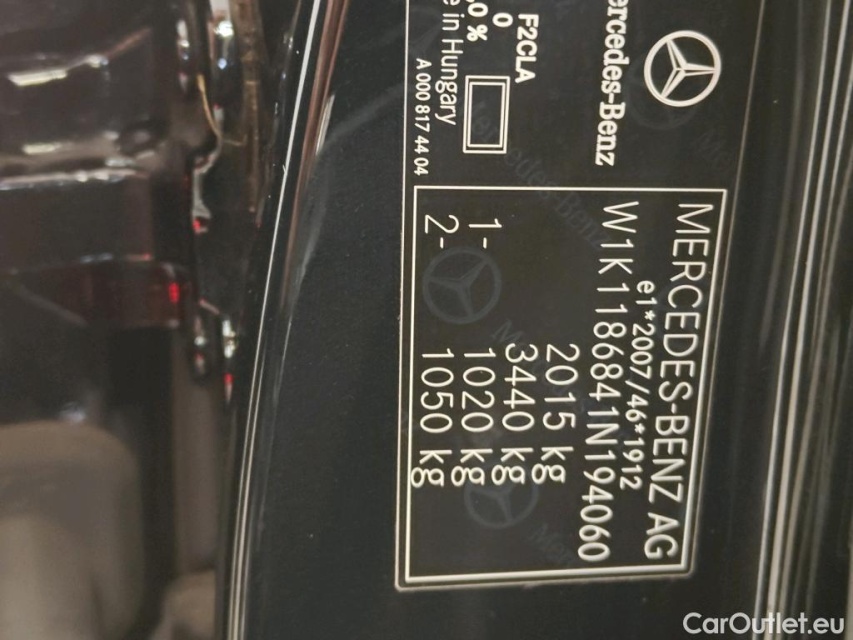 MERCEDES-BENZ AG
e1*2007/46*1912
W1K1186841N194060
2015 kg
3440 kg
1- 1020 kg
2- 1050 kg
Mercedes-Benz
F2CLA
0
,0 %
e in Hungary
A 000 817 44 04
CarOutlet.eu